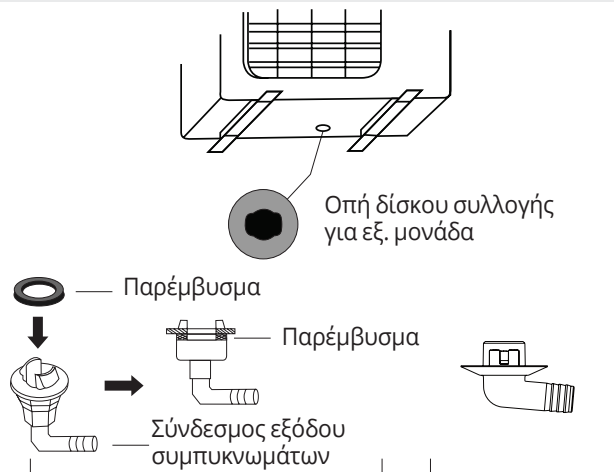 Οπή δίσκου συλλογής
για εξ. μονάδα
Παρέμβυσμα
Παρέμβυσμα
Σύνδεσμος εξόδου
συμπυκνωμάτων